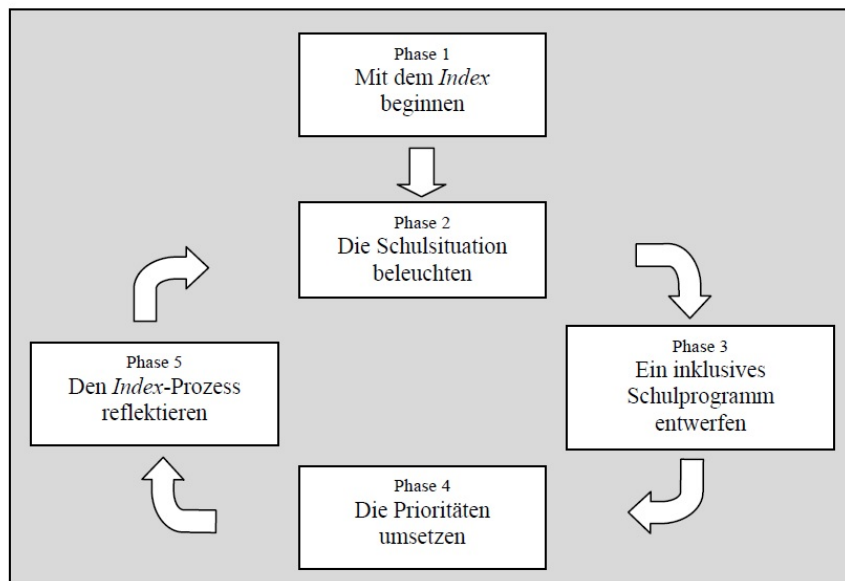 Phase 1
Mit dem Index
beginnen
Phase 2
Die Schulsituation
beleuchten
Phase 3
Ein inklusives
Schulprogramm
entwerfen
Phase 4
Die Prioritäten
umsetzen
Phase 5
Den Index-Prozess
reflektieren